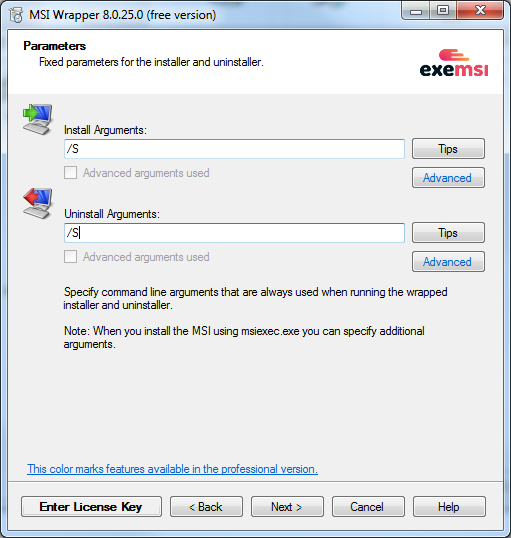 MSI Wrapper 8.0.25.0 (free version)
Parameters
Fixed parameters for the installer and uninstaller.
exemsi
Install Arguments:
/S
Tips
Advanced arguments used
Advanced
Uninstall Arguments:
/S
Tips
Advanced arguments used
Advanced
Specify command line arguments that are always used when running the wrapped
installer and uninstaller.
Note: When you install the MSI using msiexec.exe you can specify additional
arguments.
This color marks features available in the professional version.
Enter License Key
< Back
Next >
Cancel
Help